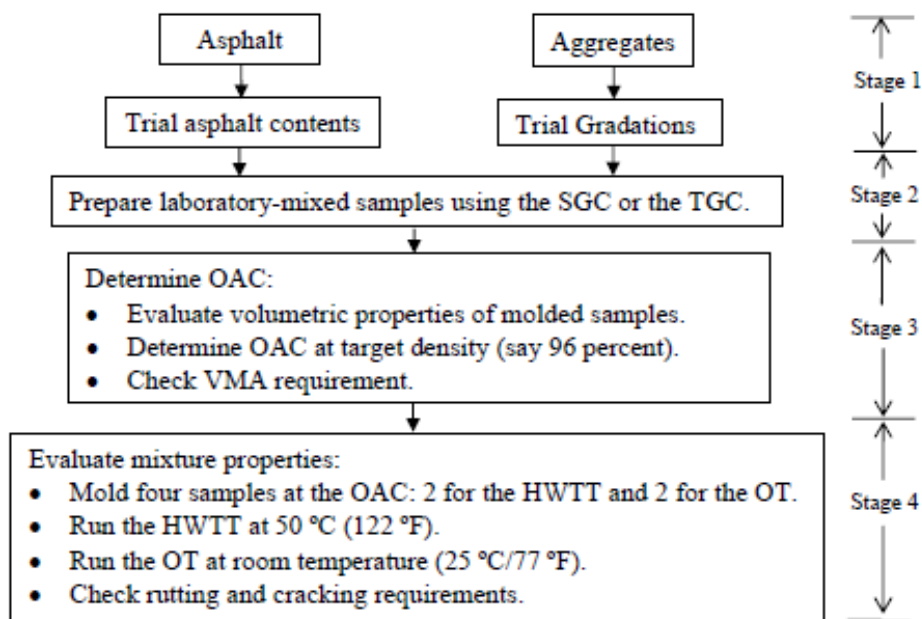 Asphalt
Aggregates
Stage 1
Trial asphalt contents
Trial Gradations
Prepare laboratory-mixed samples using the SGC or the TGC.
Stage 2
Determine OAC:
• Evaluate volumetric properties of molded samples.
• Determine OAC at target density (say 96 percent).
• Check VMA requirement.
Stage 3
Evaluate mixture properties:
• Mold four samples at the OAC: 2 for the HWTT and 2 for the OT.
• Run the HWTT at 50 ºC (122 ºF).
• Run the OT at room temperature (25 ºC/77 ºF).
• Check rutting and cracking requirements.
Stage 4